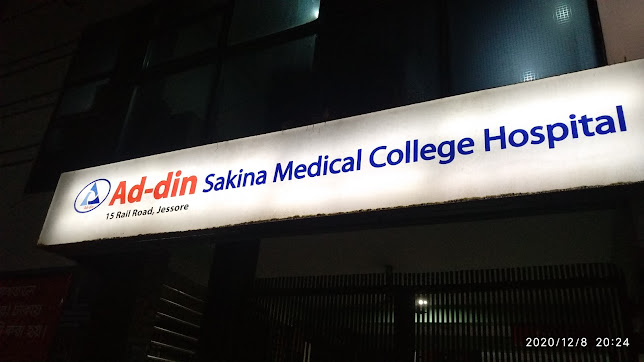 Ad-din Sakina Medical College Hospital
15 Rail Road, Jessore
2020/12/8 20:24